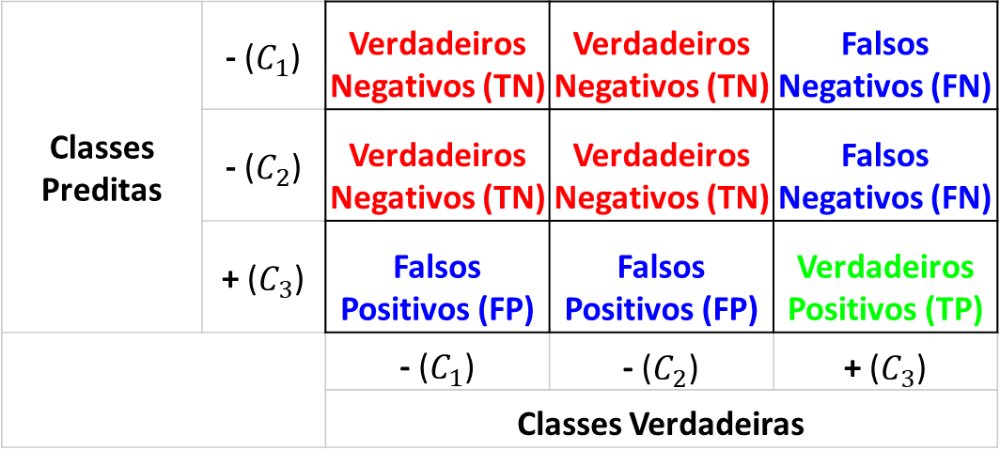 - (C₁) Verdadeiros Negativos (TN) Verdadeiros Negativos (TN) Falsos Negativos (FN)
Classes Preditas - (C₂) Verdadeiros Negativos (TN) Verdadeiros Negativos (TN) Falsos Negativos (FN)
+ (C₃) Falsos Positivos (FP) Falsos Positivos (FP) Verdadeiros Positivos (TP)
- (C₁) - (C₂) + (C₃)
Classes Verdadeiras